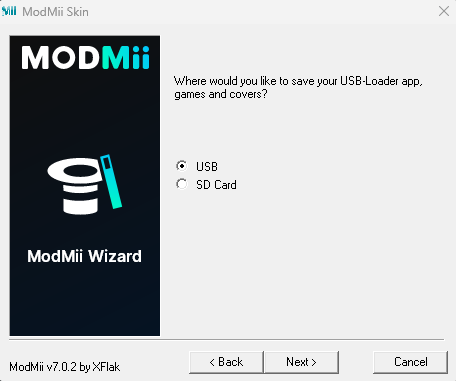 ModMii Skin
MODMii
Where would you like to save your USB-Loader app,
games and covers?
USB
SD Card
ModMii Wizard
ModMii v7.0.2 by XFlak
< Back
Next >
Cancel